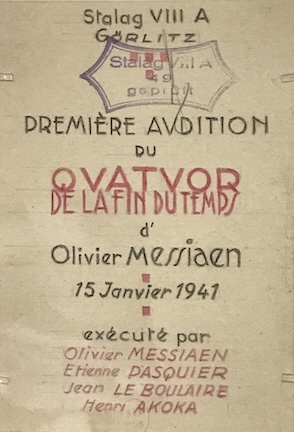 Stalag VIII A
GÖRLITZ
Stalag VIII A
49
geprüft
PREMIÈRE AVDITION
DU
QVATVOR
DE LA FIN DU TEMPS
d'
Olivier Messiaen
15 Janvier 1941
exécuté par
Olivier MESSIAEN
Etienne PASQUIER
Jean LE BOULAIRE
Henri AKOKA